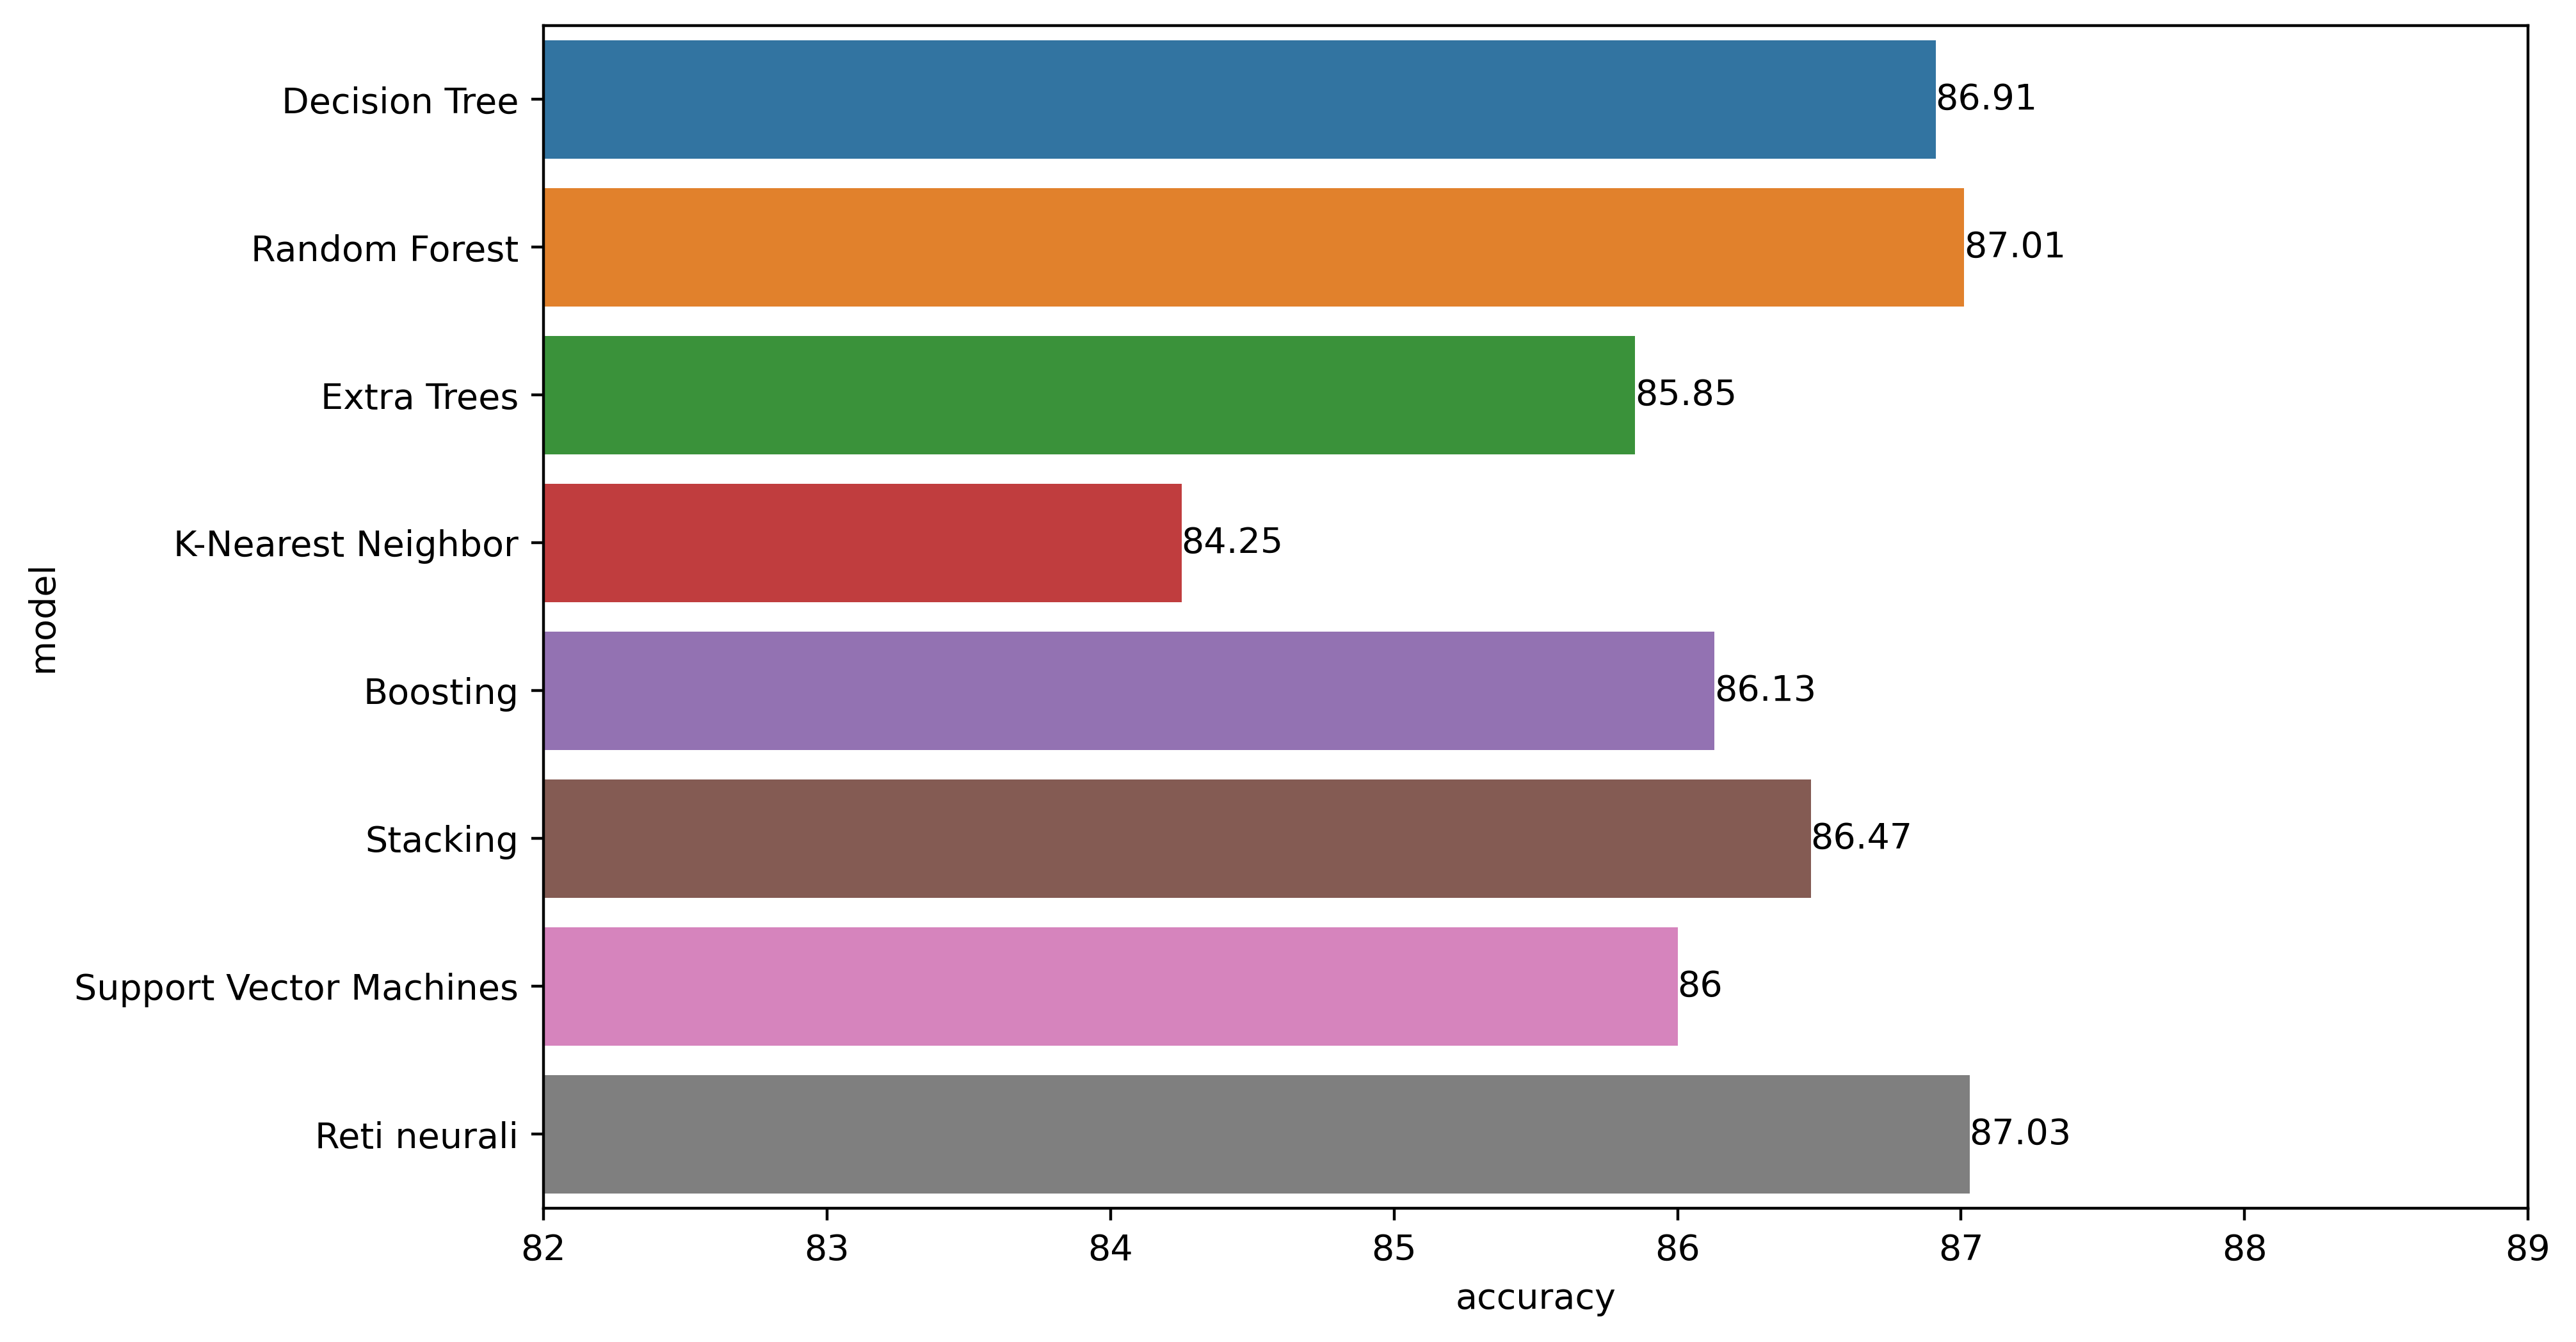 model
Decision Tree
86.91
Random Forest
87.01
Extra Trees
85.85
K-Nearest Neighbor
84.25
Boosting
86.13
Stacking
86.47
Support Vector Machines
86
Reti neurali
87.03
82 83 84 85 86 87 88 89
accuracy